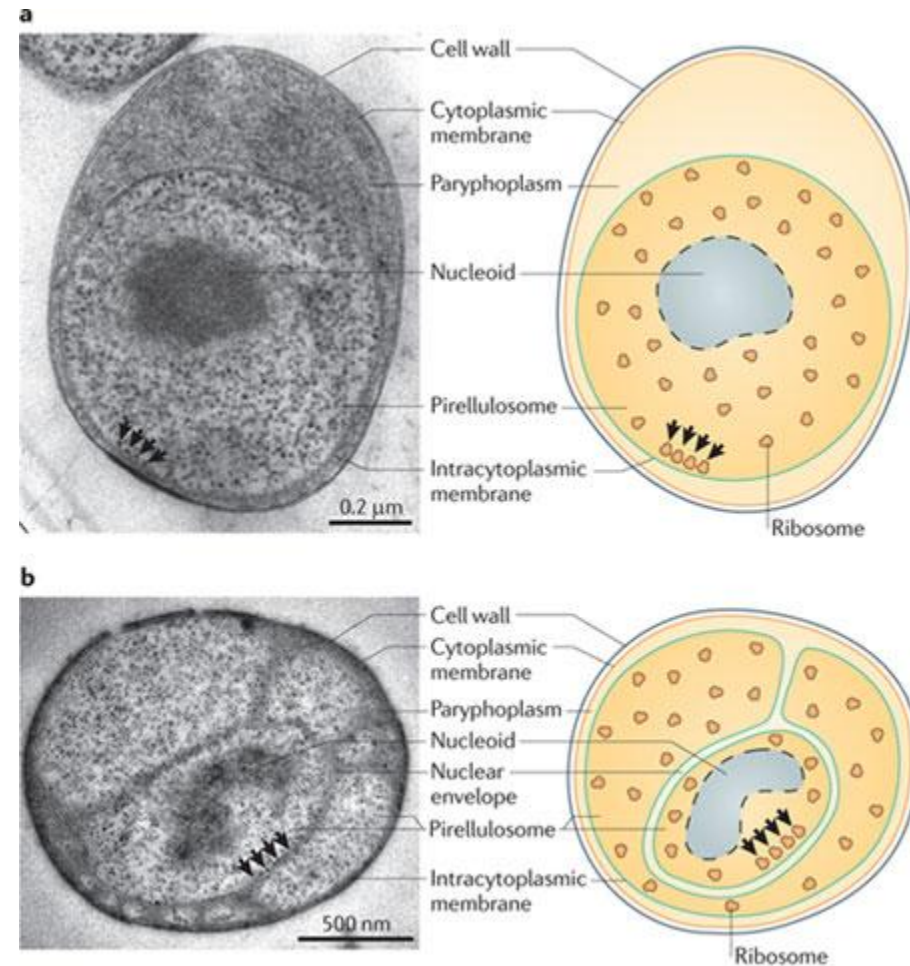 a
Cell wall
Cytoplasmic
membrane
Paryphoplasm
Nucleoid
Pirellulosome
Intracytoplasmic
membrane
0.2 µm
Ribosome
b
Cell wall
Cytoplasmic
membrane
Paryphoplasm
Nucleoid
Nuclear
envelope
Pirellulosome
Intracytoplasmic
membrane
500 nm
Ribosome